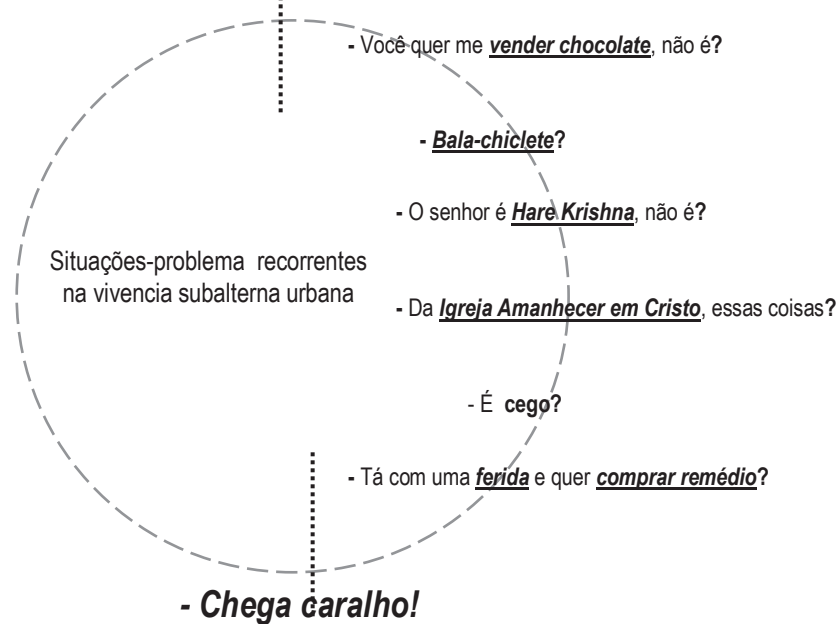 - Você quer me vender chocolate, não é?
- Bala-chiclete?
- O senhor é Hare Krishna, não é?
Situações-problema recorrentes
na vivencia subalterna urbana
- Da Igreja Amanhecer em Cristo, essas coisas?
- É cego?
- Tá com uma ferida e quer comprar remédio?
- Chega caralho!